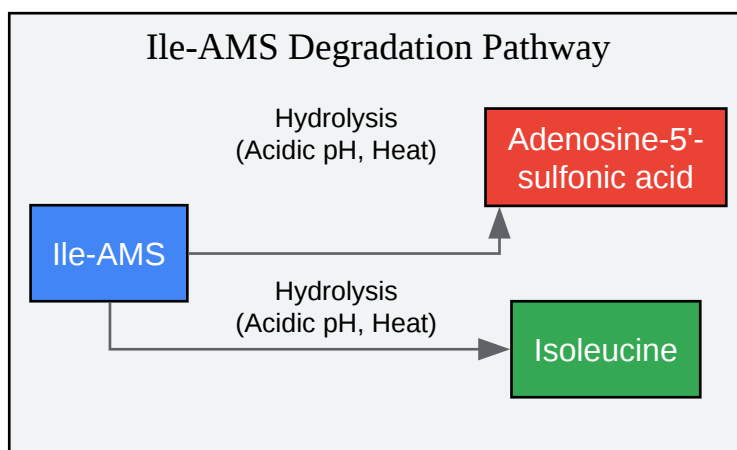 Ile-AMS Degradation Pathway
Hydrolysis
(Acidic pH, Heat)
Adenosine-5'-
sulfonic acid
Ile-AMS
Hydrolysis
(Acidic pH, Heat)
Isoleucine